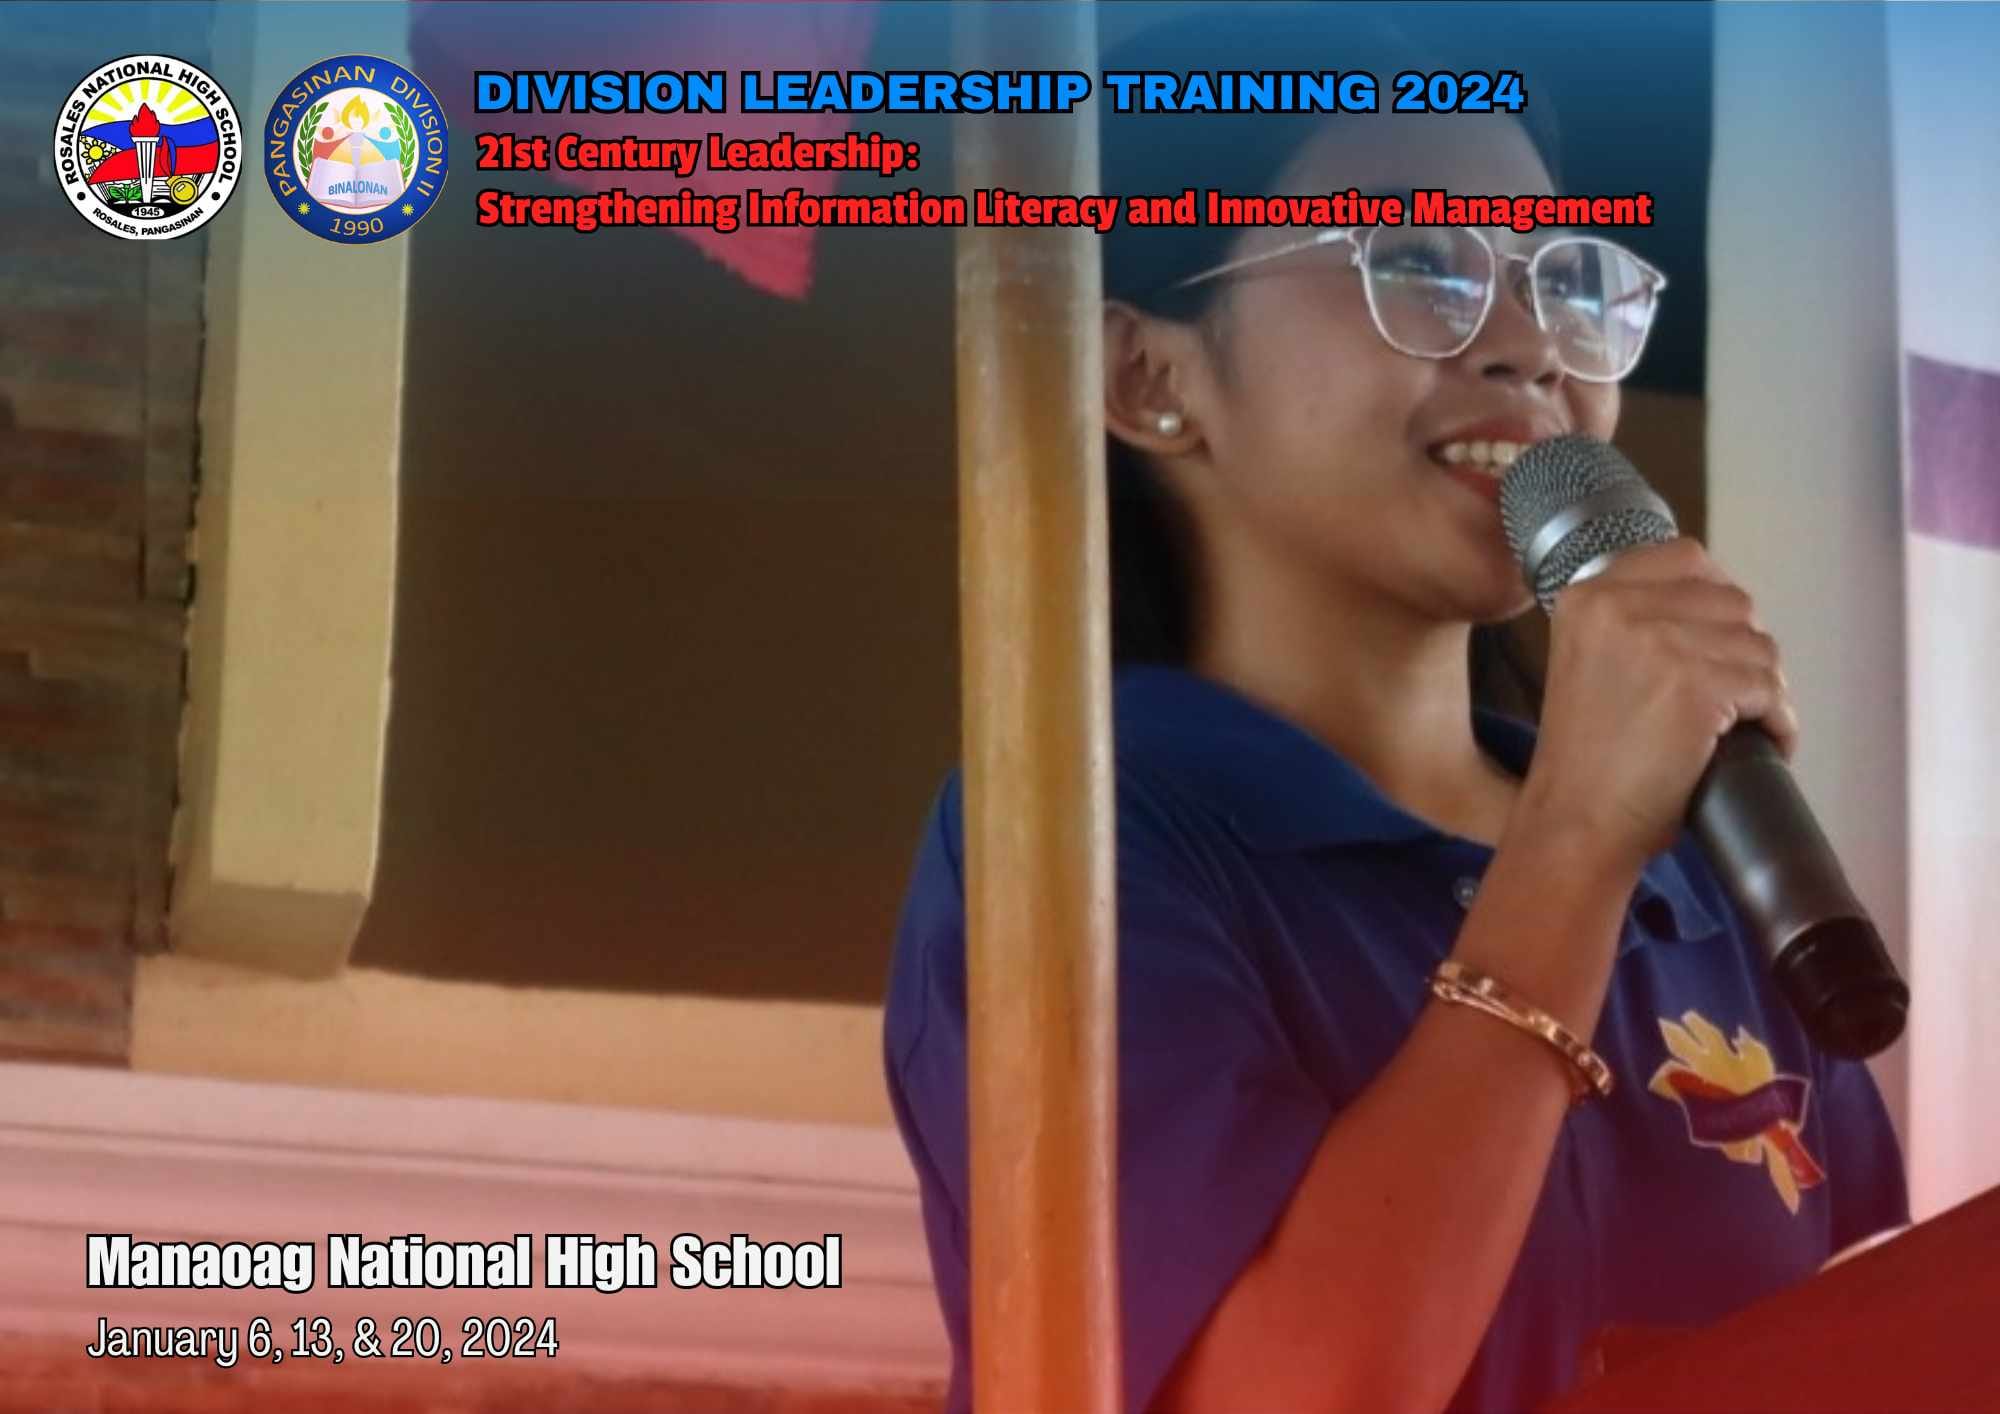 ROSALES NATIONAL HIGH SCHOOL
1945
ROSALES, PANGASINAN
PANGASINAN DIVISION II
BINALONAN
1990
DIVISION LEADERSHIP TRAINING 2024
21st Century Leadership:
Strengthening Information Literacy and Innovative Management
Manaoag National High School
January 6, 13, & 20, 2024